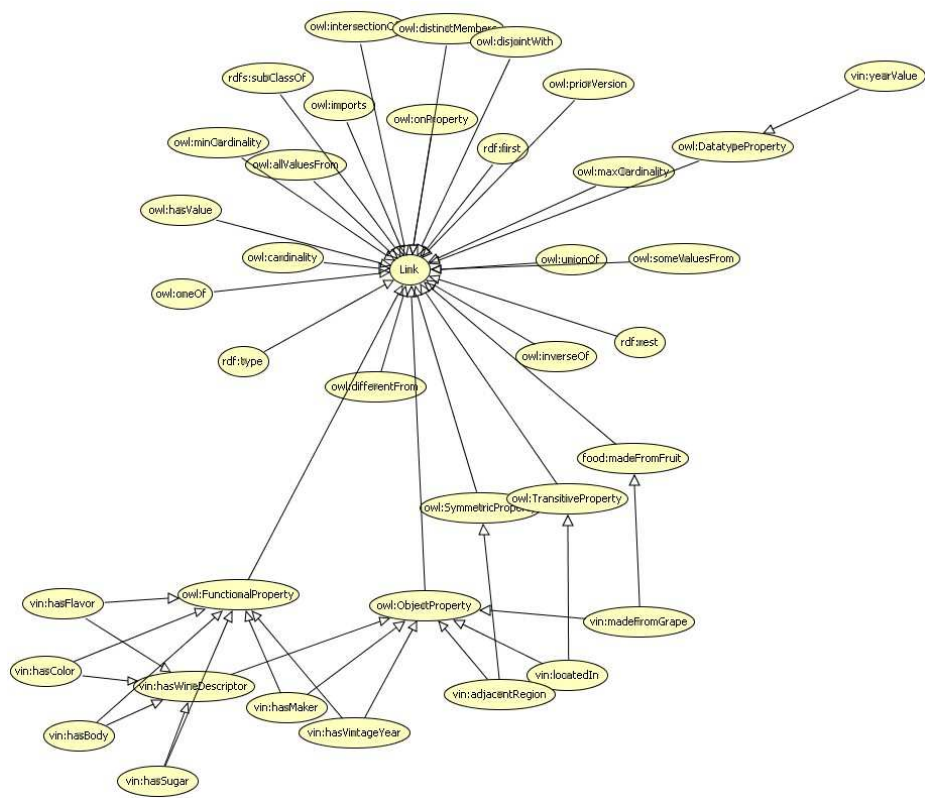 owl:intersectionO
owl:distinctMembers
owl:disjointWith
rdfs:subClassOf
owl:priorVersion
vin:yearValue
owl:imports
owl:onProperty
owl:minCardinality
rdf:first
owl:DatatypeProperty
owl:allValuesFrom
owl:maxCardinality
owl:hasValue
owl:cardinality
Link
owl:unionOf
owl:someValuesFrom
owl:oneOf
rdf:type
owl:inverseOf
rdf:rest
owl:differentFrom
food:madeFromFruit
owl:SymmetricProperty
owl:TransitiveProperty
vin:hasFlavor
owl:FunctionalProperty
owl:ObjectProperty
vin:madeFromGrape
vin:hasColor
vin:hasWineDescriptor
vin:locatedIn
vin:adjacentRegion
vin:hasMaker
vin:hasBody
vin:hasVintageYear
vin:hasSugar